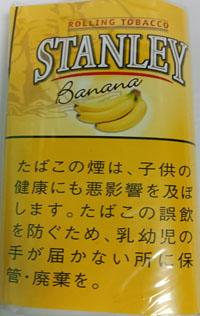 ROLLING TOBACCO
STANLEY
Banana
たばこの煙は、子供の
健康にも悪影響を及ぼ
します。たばこの誤飲
を防ぐため、乳幼児の
手が届かない所に保
管・廃棄を。